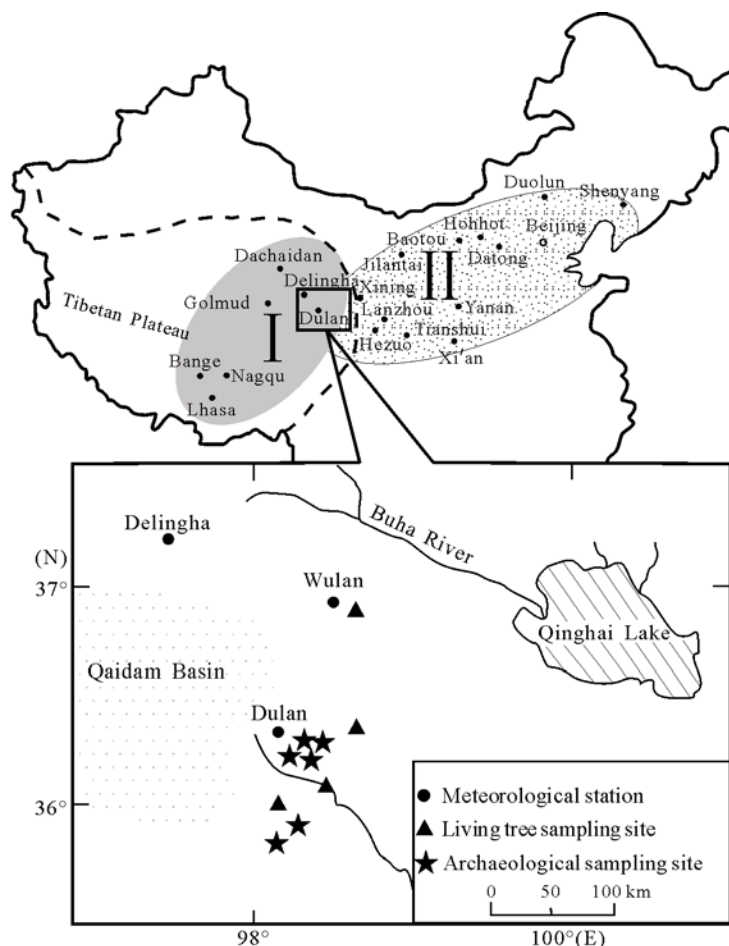 Duolun
Shenyang
Hohhot
Beijing
Baotou
Datong
Dachaidan
Jilantai
II
Delingha
Xining
Tibetan Plateau
Golmud
I
Dulan
Lanzhou
Yanan
Hezuo
Tianshui
Xi'an
Bange
Nagqu
Lhasa
Delingha
Buha River
(N)
37°
Wulan
Qinghai Lake
Qaidam Basin
Dulan
36°
Meteorological station
Living tree sampling site
Archaeological sampling site
0 50 100 km
98° 100°(E)